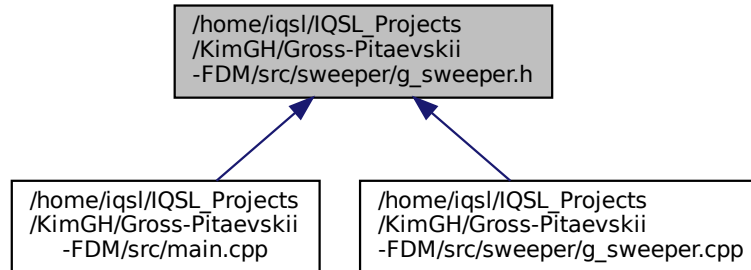 /home/iqsl/IQSL_Projects
/KimGH/Gross-Pitaevskii
-FDM/src/sweeper/g_sweeper.h
/home/iqsl/IQSL_Projects
/KimGH/Gross-Pitaevskii
-FDM/src/main.cpp
/home/iqsl/IQSL_Projects
/KimGH/Gross-Pitaevskii
-FDM/src/sweeper/g_sweeper.cpp